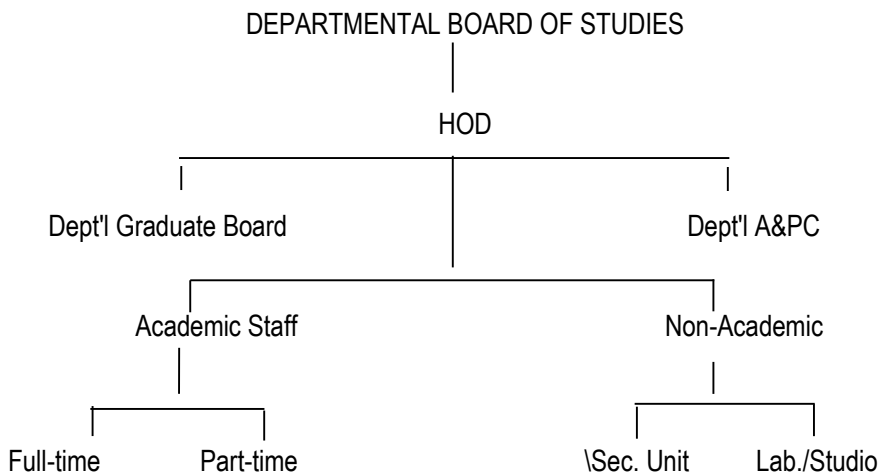 DEPARTMENTAL BOARD OF STUDIES
HOD
Dept'l Graduate Board Dept'l A&PC
Academic Staff Non-Academic
Full-time Part-time \Sec. Unit Lab./Studio